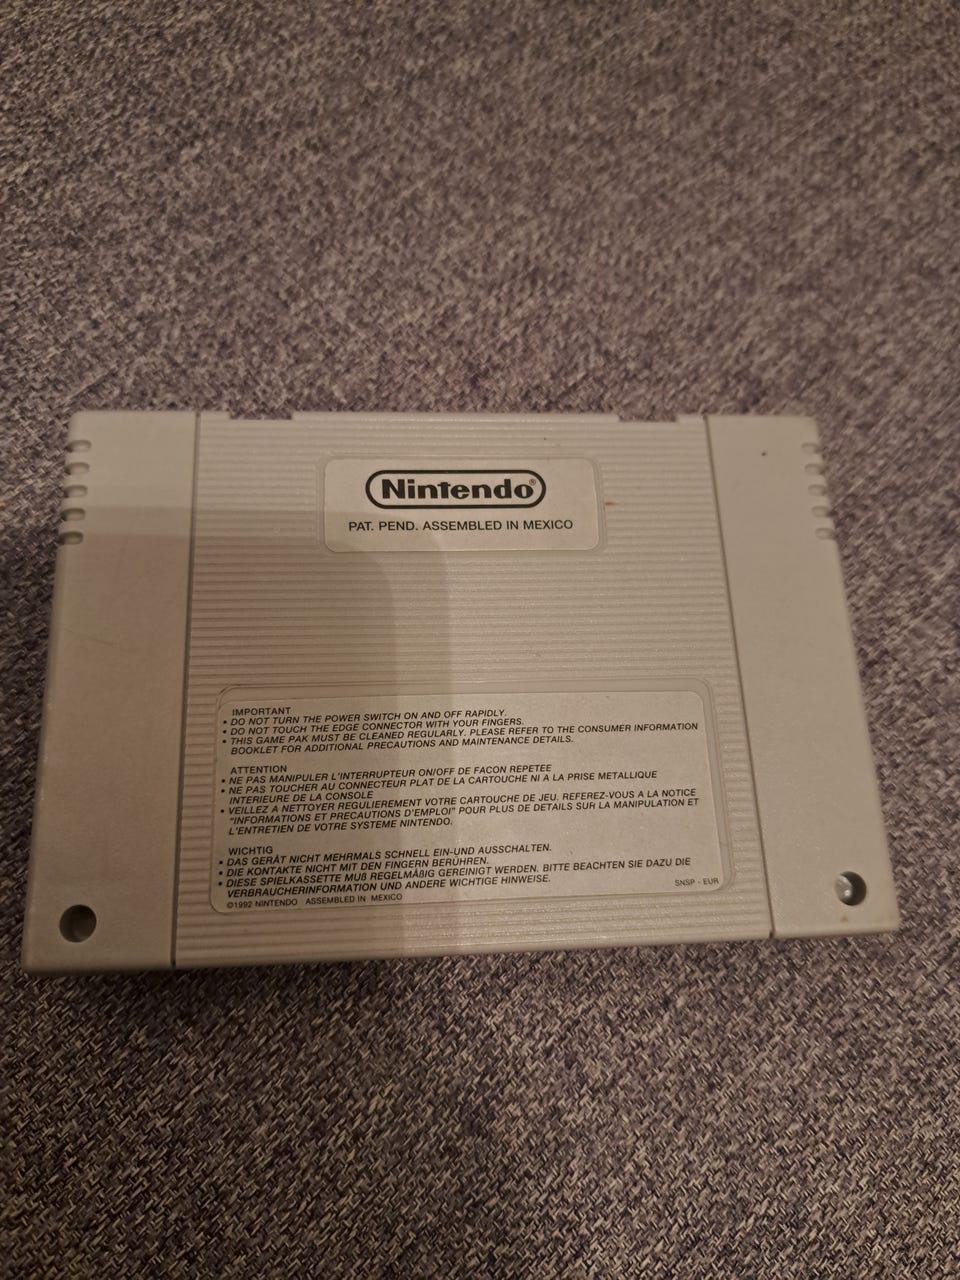 Nintendo®
PAT. PEND. ASSEMBLED IN MEXICO
IMPORTANT
• DO NOT TURN THE POWER SWITCH ON AND OFF RAPIDLY.
• DO NOT TOUCH THE EDGE CONNECTOR WITH YOUR FINGERS.
• THIS GAME PAK MUST BE CLEANED REGULARLY. PLEASE REFER TO THE CONSUMER INFORMATION
BOOKLET FOR ADDITIONAL PRECAUTIONS AND MAINTENANCE DETAILS.
ATTENTION
• NE PAS MANIPULER L'INTERRUPTEUR ON/OFF DE FACON REPETEE
• NE PAS TOUCHER AU CONNECTEUR PLAT DE LA CARTOUCHE NI A LA PRISE METALLIQUE
INTERIEURE DE LA CONSOLE
• VEILLEZ A NETTOYER REGULIEREMENT VOTRE CARTOUCHE DE JEU. REFEREZ-VOUS A LA NOTICE
"INFORMATIONS ET PRECAUTIONS D'EMPLOI" POUR PLUS DE DETAILS SUR LA MANIPULATION ET
L'ENTRETIEN DE VOTRE SYSTEME NINTENDO.
WICHTIG
• DAS GERÄT NICHT MEHRMALS SCHNELL EIN-UND AUSSCHALTEN.
• DIE KONTAKTE NICHT MIT DEN FINGERN BERÜHREN.
• DIESE SPIELKASSETTE MUß REGELMÄßIG GEREINIGT WERDEN. BITTE BEACHTEN SIE DAZU DIE
VERBRAUCHERINFORMATION UND ANDERE WICHTIGE HINWEISE.
SNSP - EUR
©1992 NINTENDO ASSEMBLED IN MEXICO